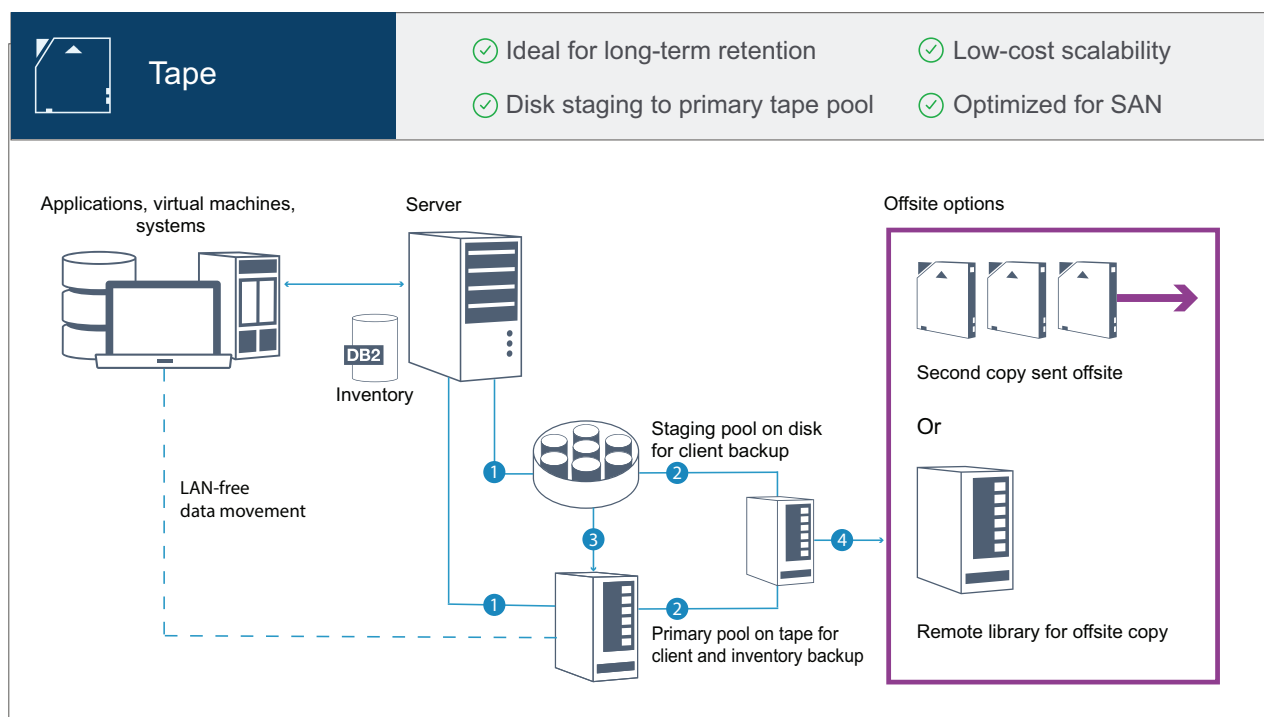 Tape
Ideal for long-term retention
Low-cost scalability
Disk staging to primary tape pool
Optimized for SAN
Applications, virtual machines,
systems
Server
Offsite options
DB2
Inventory
Second copy sent offsite
Staging pool on disk
for client backup
Or
1
2
LAN-free
data movement
3
4
1
2
Primary pool on tape for
client and inventory backup
Remote library for offsite copy